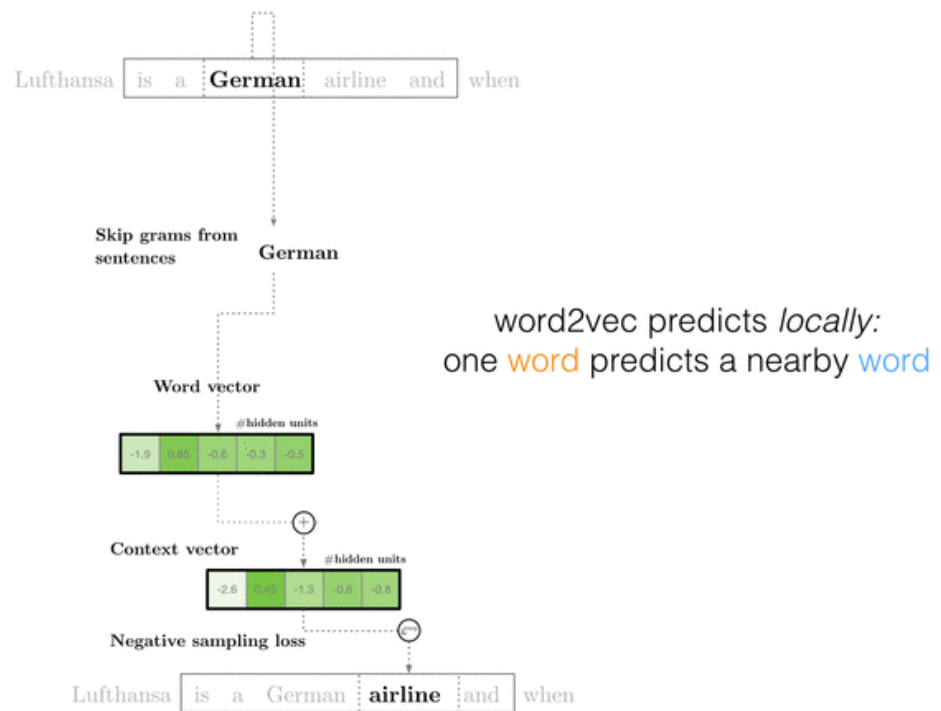 Lufthansa is a German airline and when
Skip grams from
sentences
German
word2vec predicts locally:
one word predicts a nearby word
Word vector
#hidden units
-1.9 0.85 -0.6 -0.3 -0.5
+
Context vector
#hidden units
-2.6 0.45 -1.3 -0.6 -0.8
Negative sampling loss
Lufthansa is a German airline and when